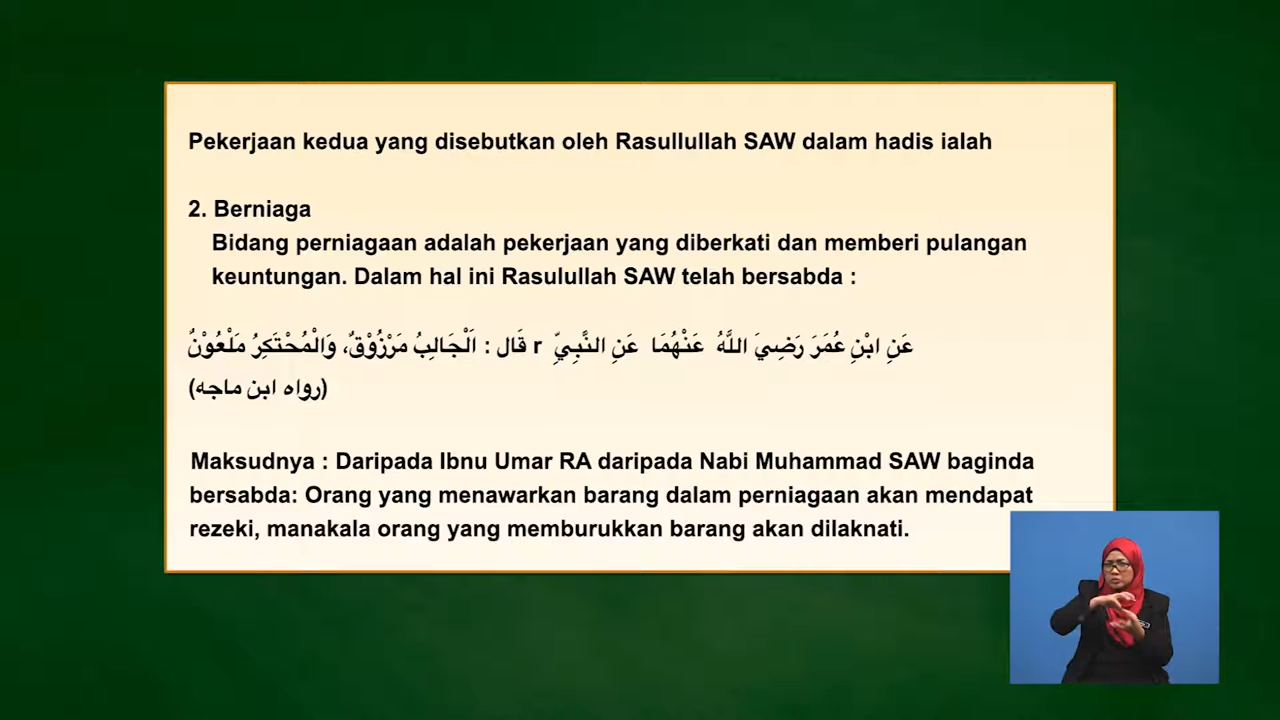 Pekerjaan kedua yang disebutkan oleh Rasullullah SAW dalam hadis ialah
2. Berniaga
Bidang perniagaan adalah pekerjaan yang diberkati dan memberi pulangan
keuntungan. Dalam hal ini Rasulullah SAW telah bersabda :
عَنِ ابْنِ عُمَرَ رَضِيَ اللَّهُ عَنْهُمَا عَنِ النَّبِيِّ r قَال : اَلْجَالِبُ مَرْزُوْقٌ، وَالْمُحْتَكِرُ مَلْعُوْنٌ
(رواه ابن ماجه)
Maksudnya : Daripada Ibnu Umar RA daripada Nabi Muhammad SAW baginda
bersabda: Orang yang menawarkan barang dalam perniagaan akan mendapat
rezeki, manakala orang yang memburukkan barang akan dilaknati.